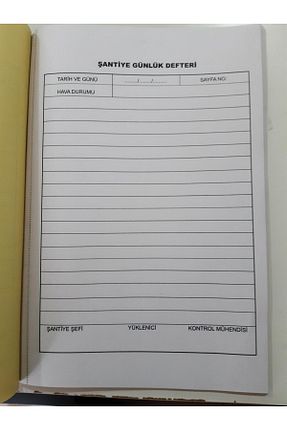 ŞANTİYE GÜNLÜK DEFTERİ
TARİH VE GÜNÜ ....../....../...... SAYFA NO:
HAVA DURUMU
ŞANTİYE ŞEFİ YÜKLENİCİ KONTROL MÜHENDİSİ